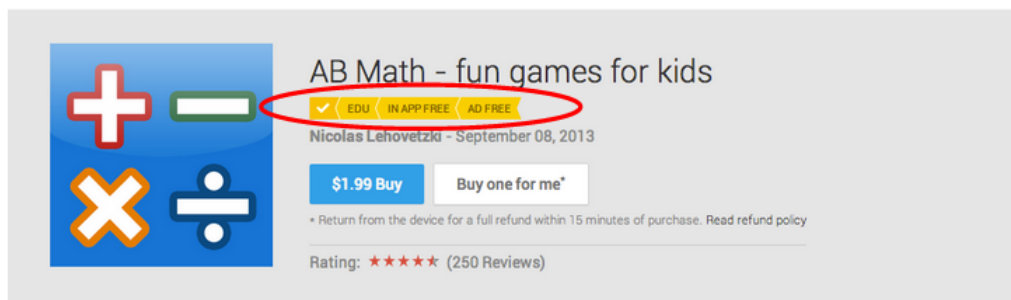 AB Math - fun games for kids
EDU IN APP FREE AD FREE
Nicolas Lehovetzki - September 08, 2013
$1.99 Buy Buy one for me*
* Return from the device for a full refund within 15 minutes of purchase. Read refund policy
Rating: (250 Reviews)